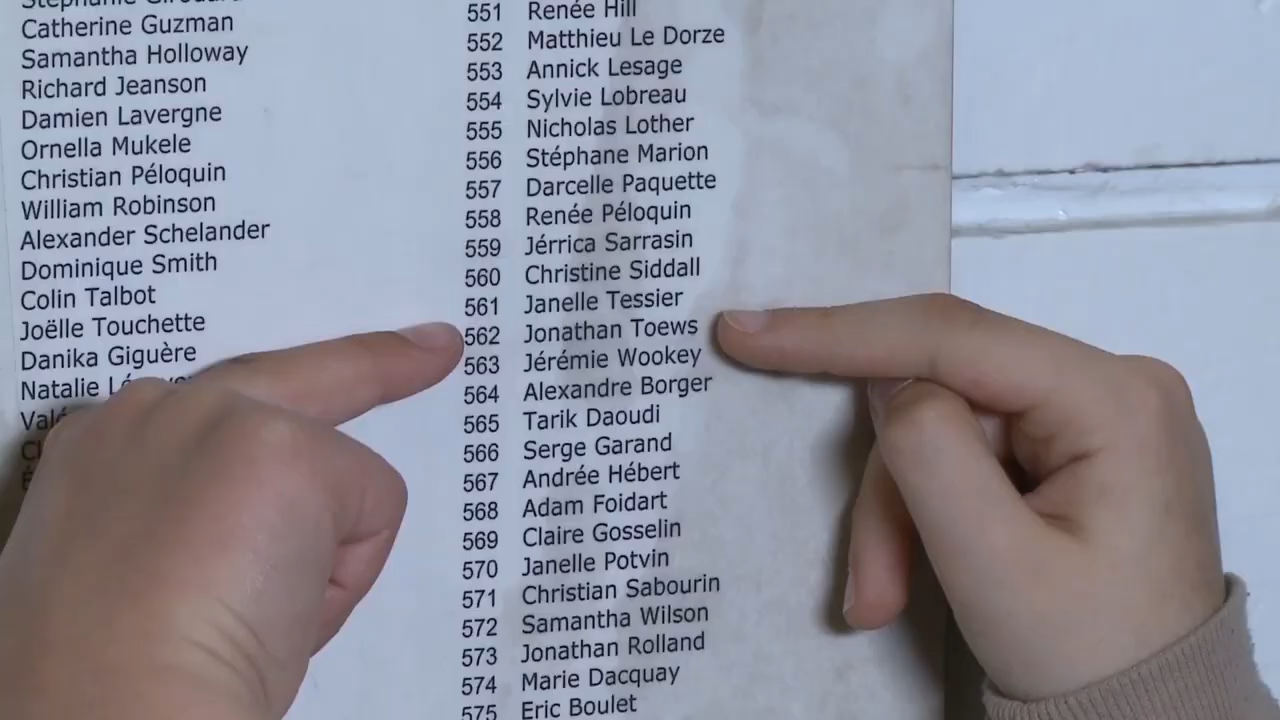 Catherine Guzman
Samantha Holloway
Richard Jeanson
Damien Lavergne
Ornella Mukele
Christian Péloquin
William Robinson
Alexander Schelander
Dominique Smith
Colin Talbot
Joëlle Touchette
Danika Giguère
Natalie
551 Renée Hill
552 Matthieu Le Dorze
553 Annick Lesage
554 Sylvie Lobreau
555 Nicholas Lother
556 Stéphane Marion
557 Darcelle Paquette
558 Renée Péloquin
559 Jérrica Sarrasin
560 Christine Siddall
561 Janelle Tessier
562 Jonathan Toews
563 Jérémie Wookey
564 Alexandre Borger
565 Tarik Daoudi
566 Serge Garand
567 Andrée Hébert
568 Adam Foidart
569 Claire Gosselin
570 Janelle Potvin
571 Christian Sabourin
572 Samantha Wilson
573 Jonathan Rolland
574 Marie Dacquay
575 Eric Boulet